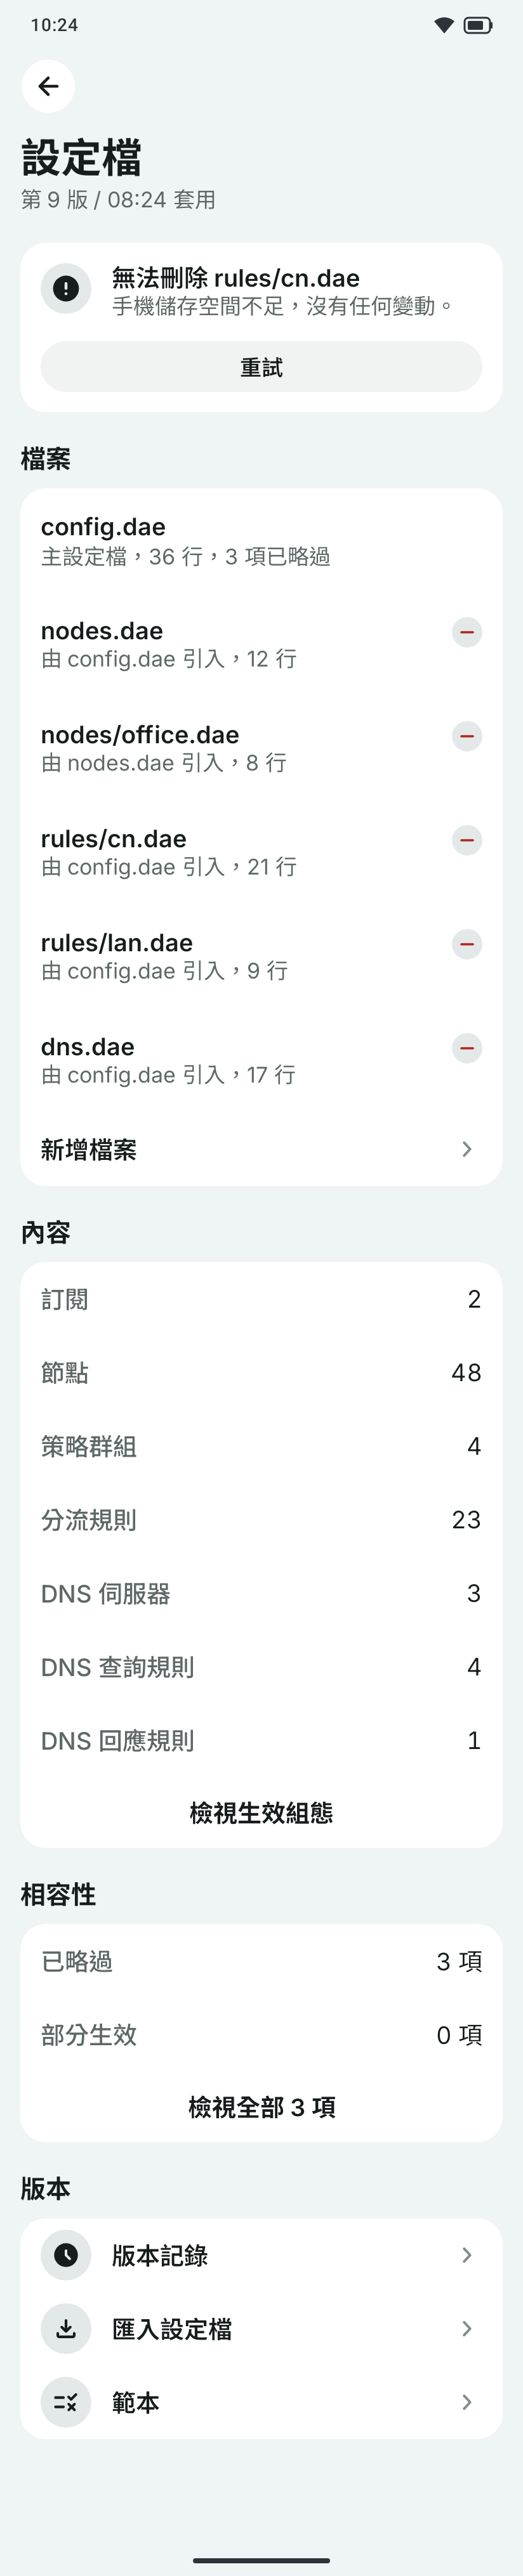 10:24
設定檔
第 9 版 / 08:24 套用
無法刪除 rules/cn.dae
手機儲存空間不足，沒有任何變動。
重試
檔案
config.dae
主設定檔，36 行，3 項已略過
nodes.dae
由 config.dae 引入，12 行
nodes/office.dae
由 nodes.dae 引入，8 行
rules/cn.dae
由 config.dae 引入，21 行
rules/lan.dae
由 config.dae 引入，9 行
dns.dae
由 config.dae 引入，17 行
新增檔案
內容
訂閱 2
節點 48
策略群組 4
分流規則 23
DNS 伺服器 3
DNS 查詢規則 4
DNS 回應規則 1
檢視生效組態
相容性
已略過 3 項
部分生效 0 項
檢視全部 3 項
版本
版本記錄
匯入設定檔
範本